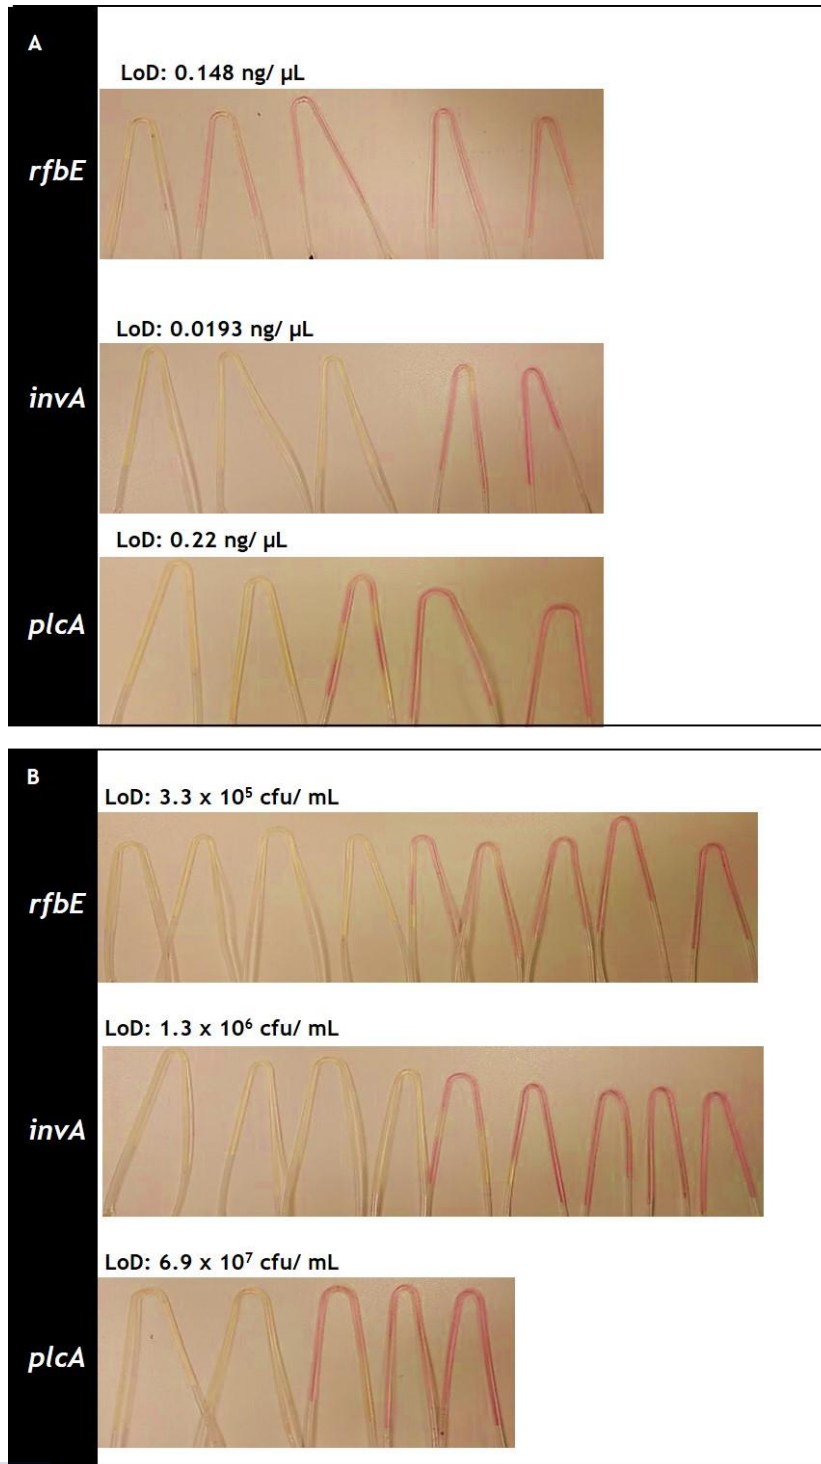 A
LoD: 0.148 ng/ µL
rfbE
LoD: 0.0193 ng/ µL
invA
LoD: 0.22 ng/ µL
plcA
B
LoD: 3.3 x 10⁵ cfu/ mL
rfbE
LoD: 1.3 x 10⁶ cfu/ mL
invA
LoD: 6.9 x 10⁷ cfu/ mL
plcA